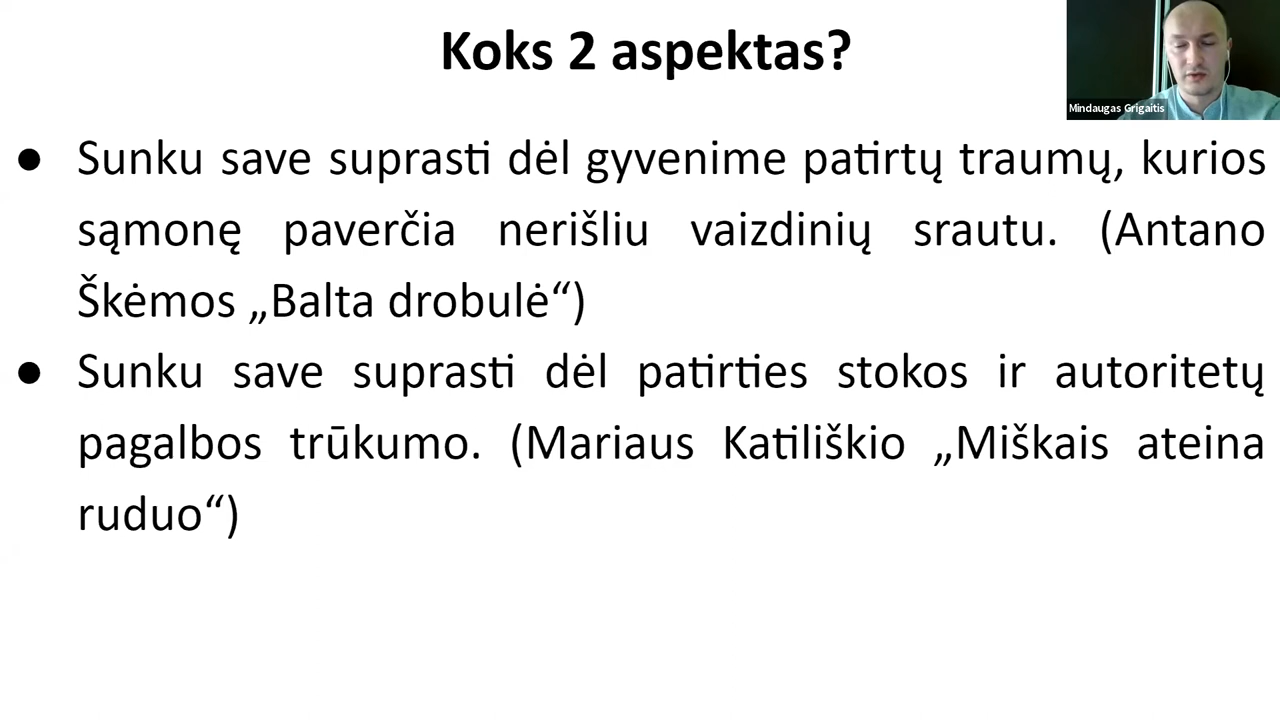 Koks 2 aspektas?
Mindaugas Grigaitis
● Sunku save suprasti dėl gyvenime patirtų traumų, kurios
sąmonę paverčia nerišliu vaizdinių srautu. (Antano
Škėmos „Balta drobulė“)
● Sunku save suprasti dėl patirties stokos ir autoritetų
pagalbos trūkumo. (Mariaus Katiliškio „Miškais ateina
ruduo“)